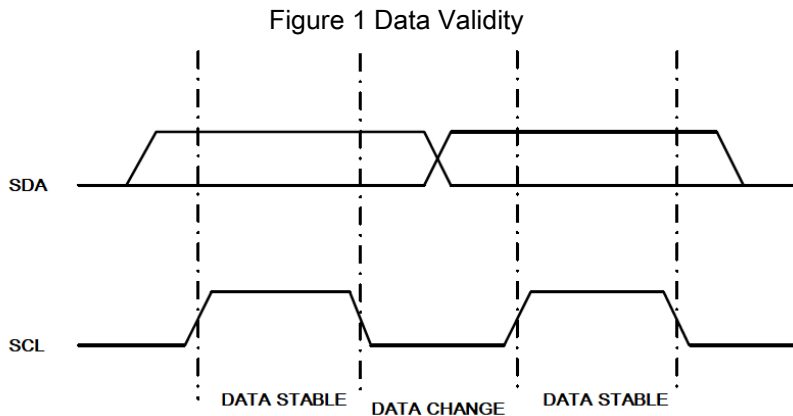 Figure 1 Data Validity
SDA
SCL
DATA STABLE
DATA CHANGE
DATA STABLE